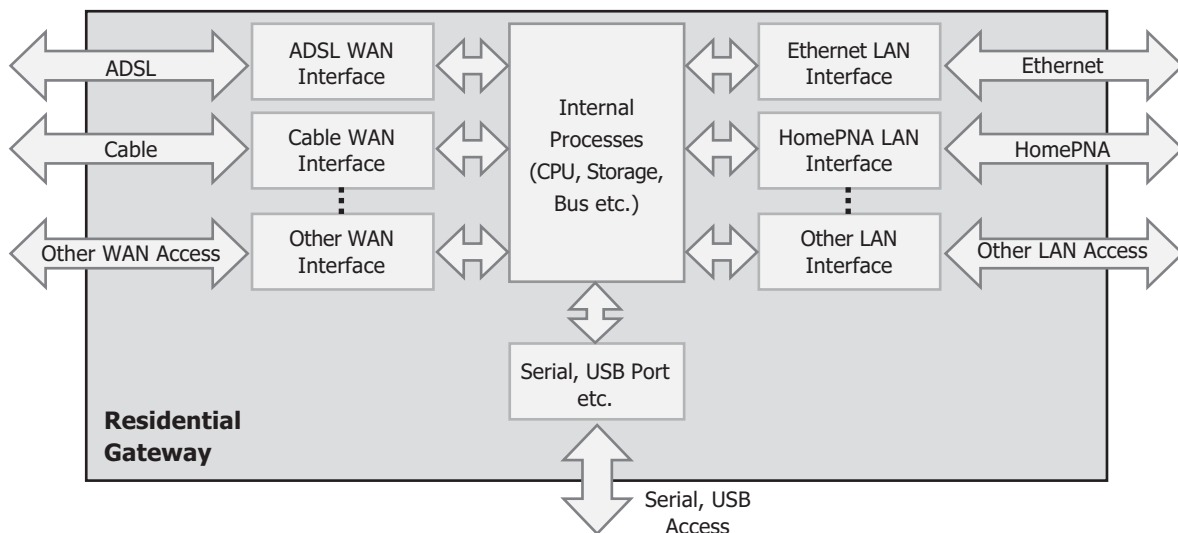 ADSL
ADSL WAN
Interface
Internal
Processes
(CPU, Storage,
Bus etc.)
Ethernet LAN
Interface
Ethernet
Cable
Cable WAN
Interface
HomePNA LAN
Interface
HomePNA
Other WAN Access
Other WAN
Interface
Other LAN
Interface
Other LAN Access
Serial, USB Port
etc.
Residential
Gateway
Serial, USB
Access